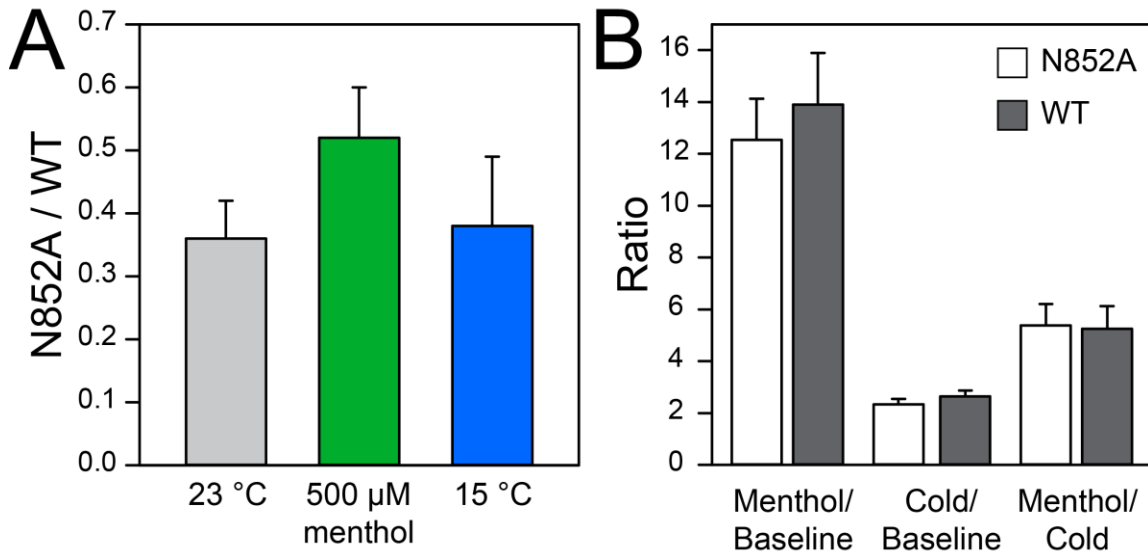 A
N852A / WT
0.7
0.6
0.5
0.4
0.3
0.2
0.1
0.0
23 °C
500 µM
menthol
15 °C
B
Ratio
16
14
12
10
8
6
4
2
0
N852A
WT
Menthol/
Baseline
Cold/
Baseline
Menthol/
Cold